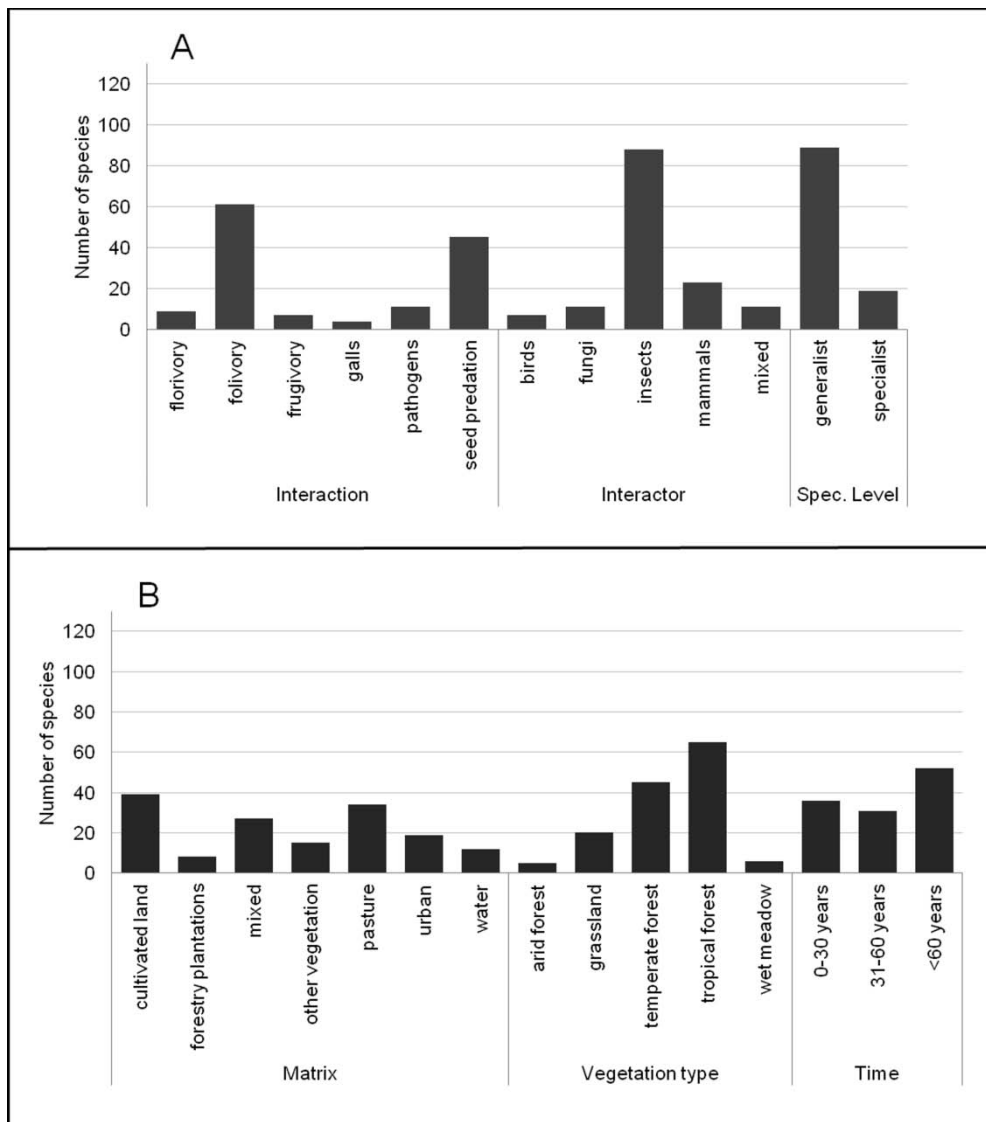 A
Number of species
120
100
80
60
40
20
0
florivory
folivory
frugivory
galls
pathogens
seed predation
birds
fungi
insects
mammals
mixed
generalist
specialist
Interaction
Interactor
Spec. Level
B
Number of species
120
100
80
60
40
20
0
cultivated land
forestry plantations
mixed
other vegetation
pasture
urban
water
arid forest
grassland
temperate forest
tropical forest
wet meadow
0-30 years
31-60 years
<60 years
Matrix
Vegetation type
Time